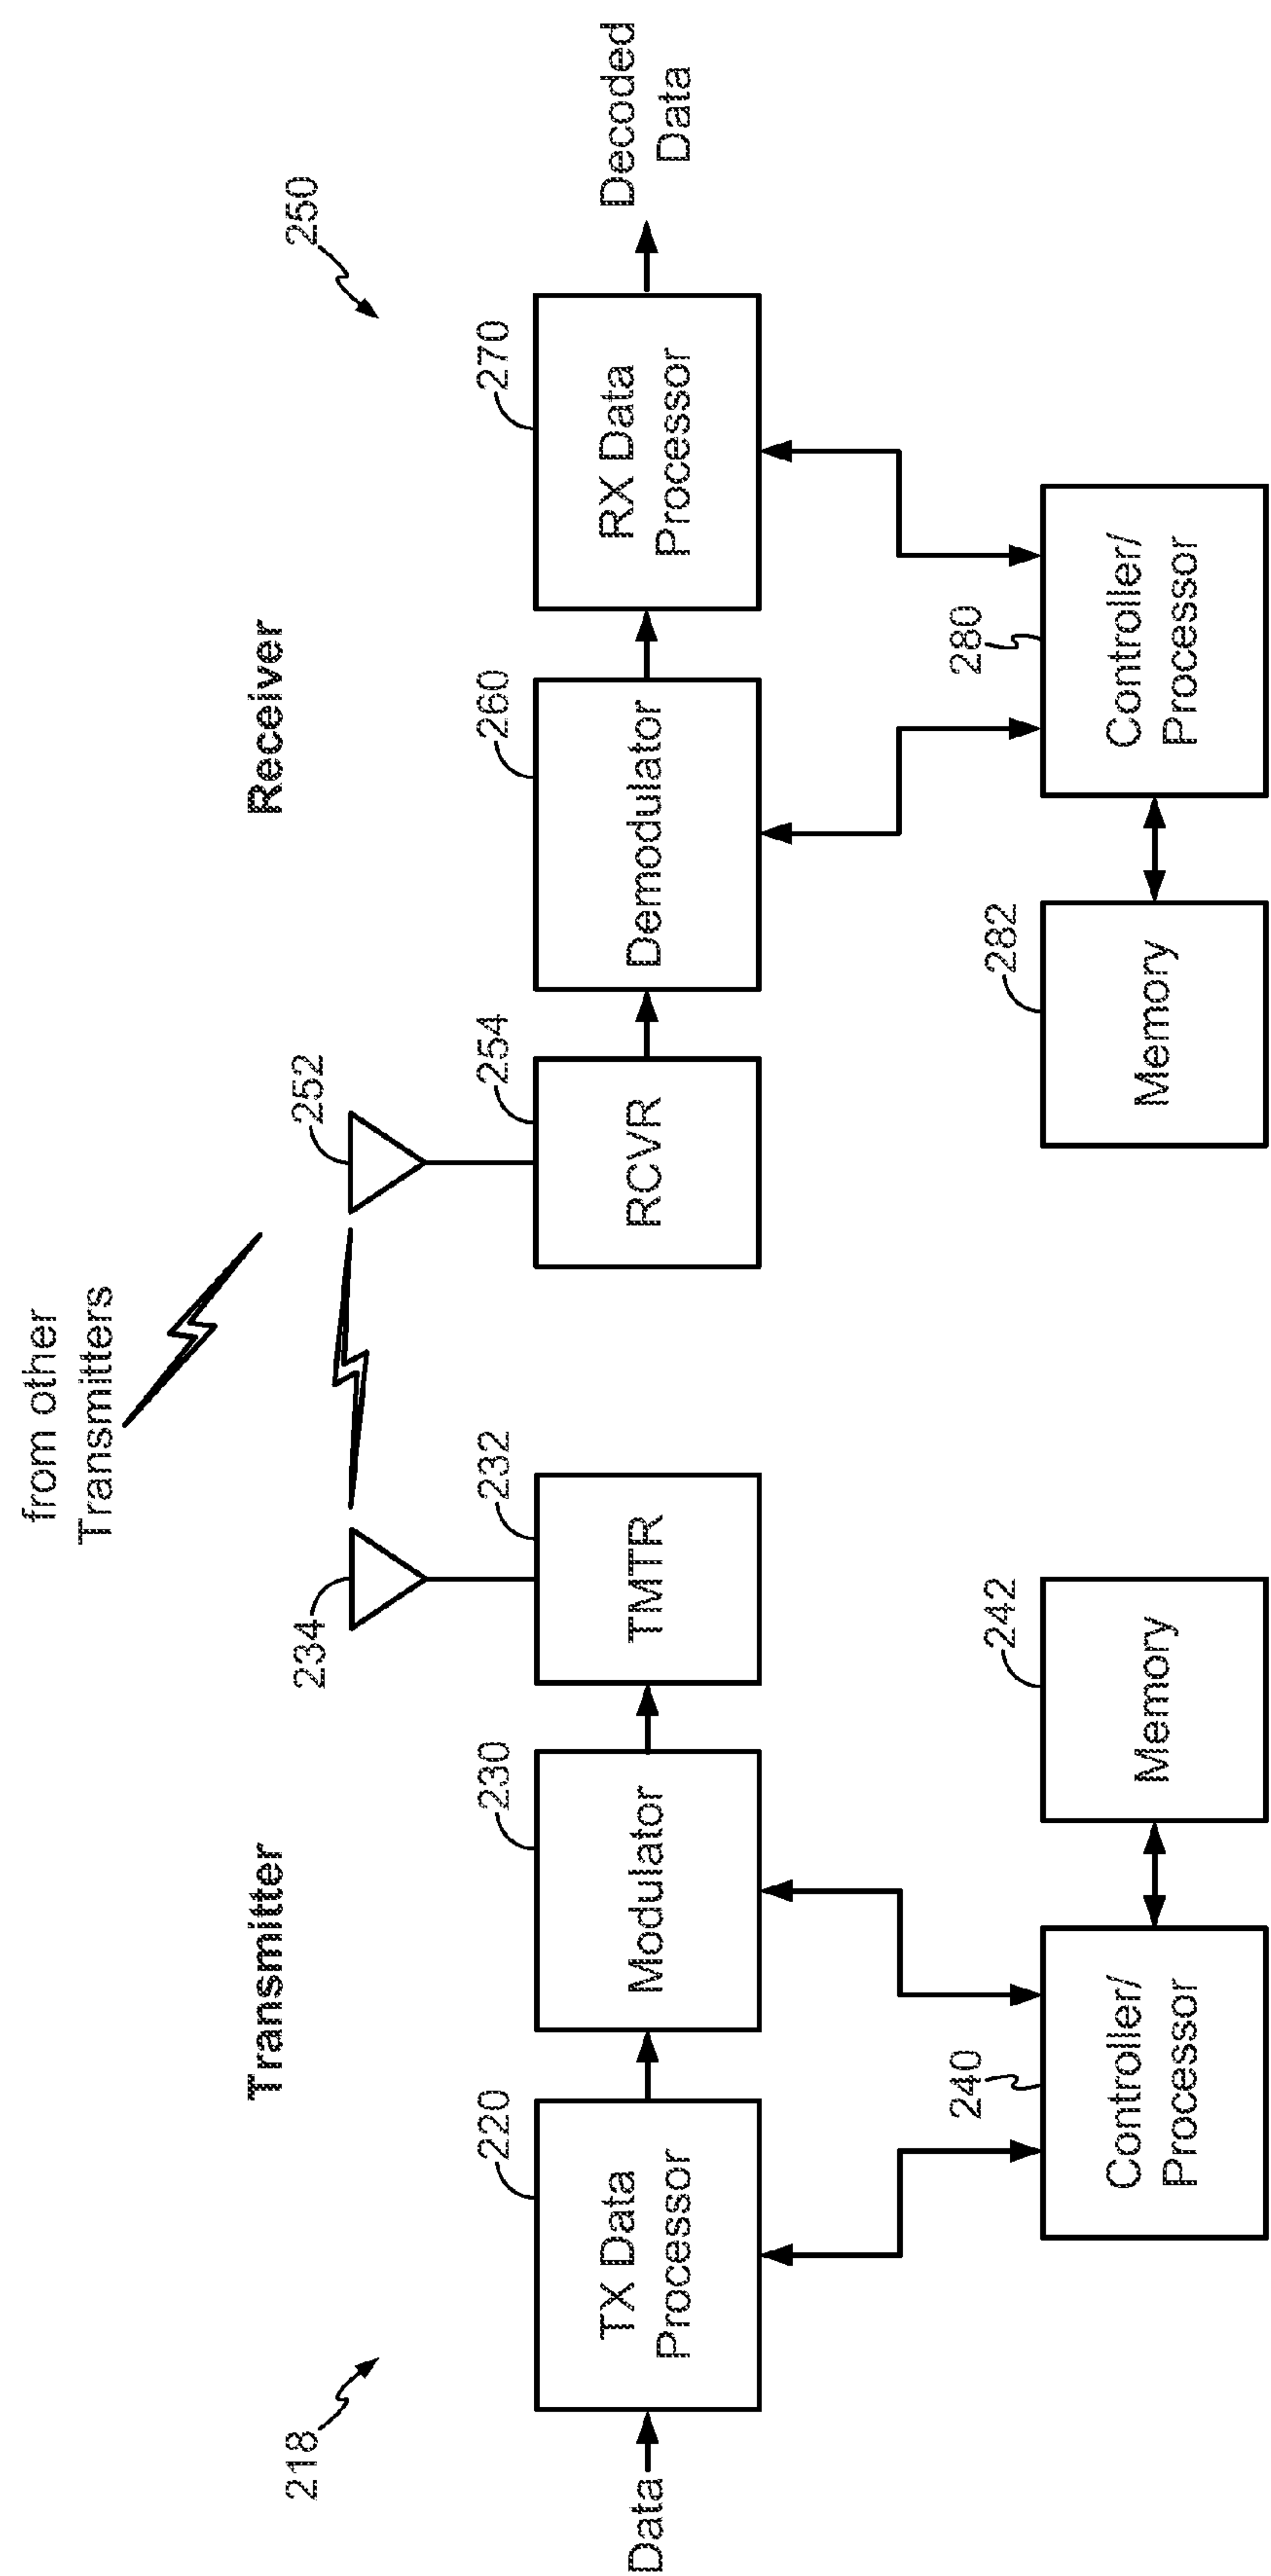 from other
Transmitters
Transmitter
Receiver
218
250
234
252
220
230
232
254
260
270
Data
TX Data
Processor
Modulator
TMTR
RCVR
Demodulator
RX Data
Processor
Decoded
Data
240
242
282
280
Controller/
Processor
Memory
Memory
Controller/
Processor